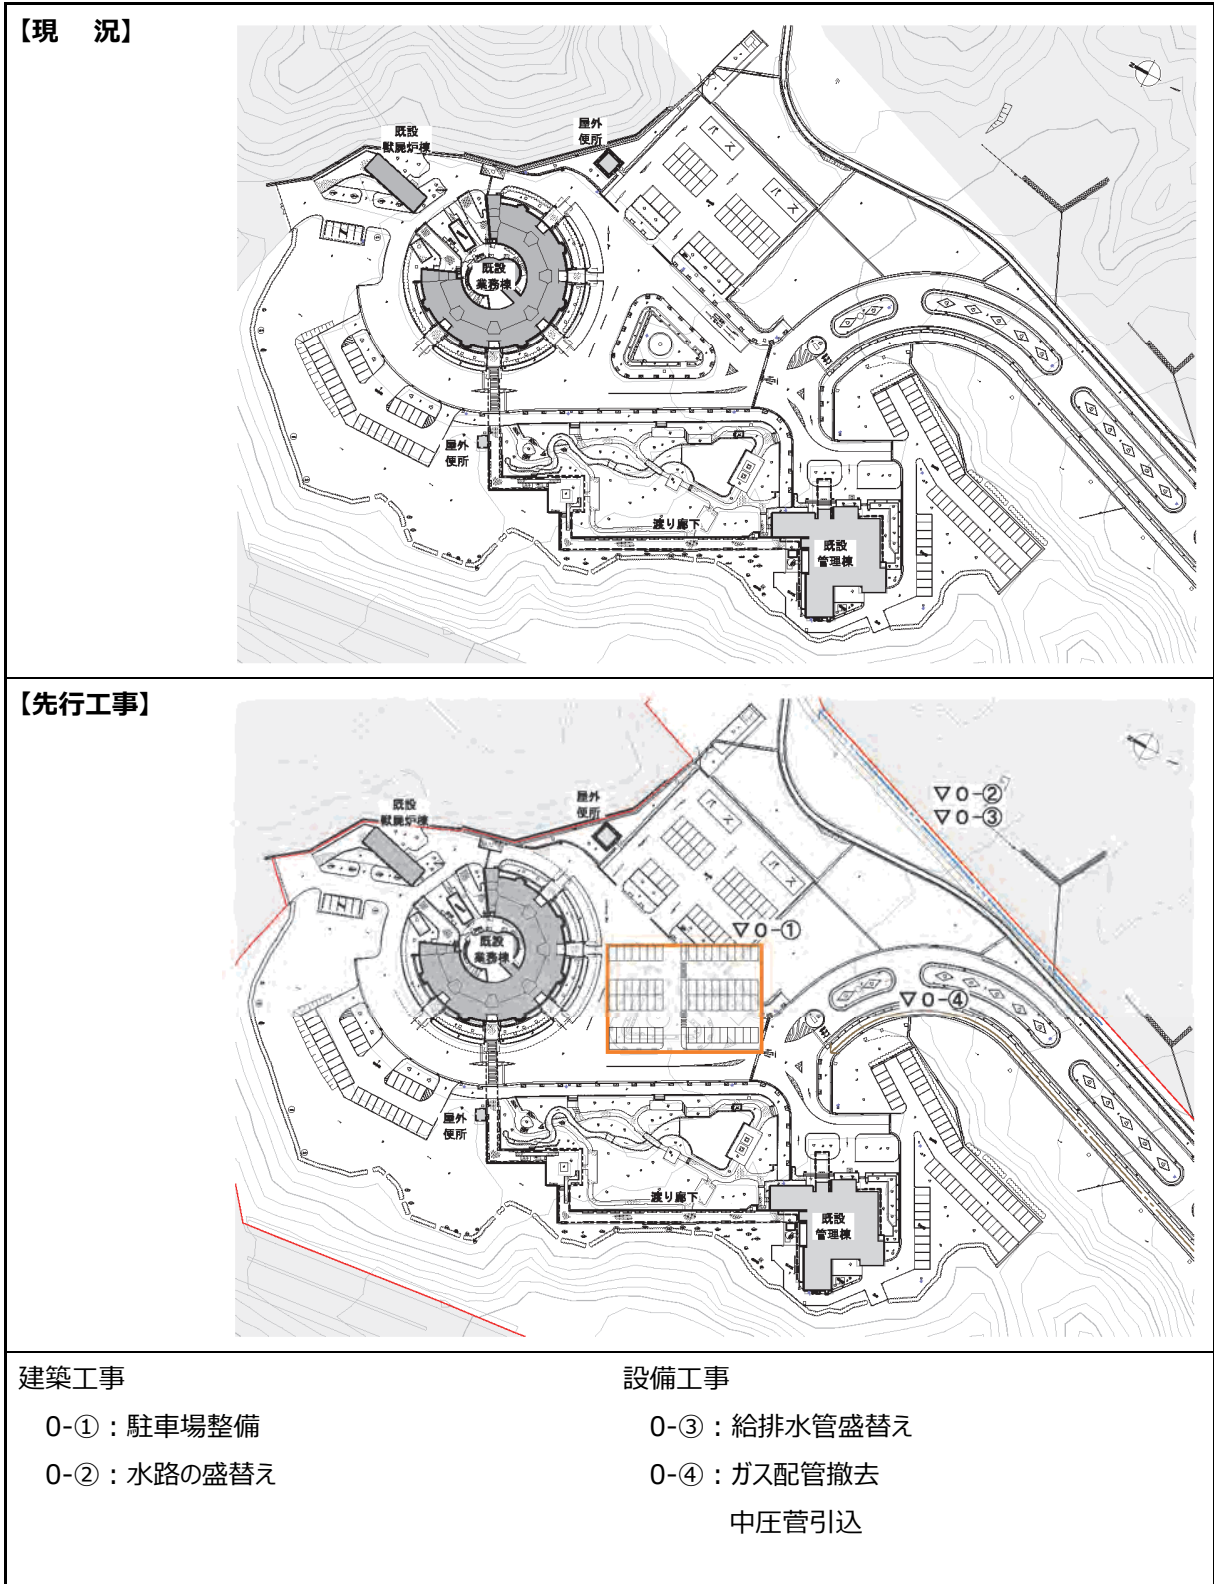 【現　況】
既設
獣屍炉棟
屋外
便所
バス
バス
既設
業務棟
屋外
便所
渡り廊下
既設
管理棟
【先行工事】
既設
獣屍炉棟
屋外
便所
バス
バス
▽0-②
▽0-③
▽0-①
既設
業務棟
▽0-④
屋外
便所
渡り廊下
既設
管理棟
建築工事
0-①：駐車場整備
0-②：水路の盛替え
設備工事
0-③：給排水管盛替え
0-④：ガス配管撤去
中圧菅引込